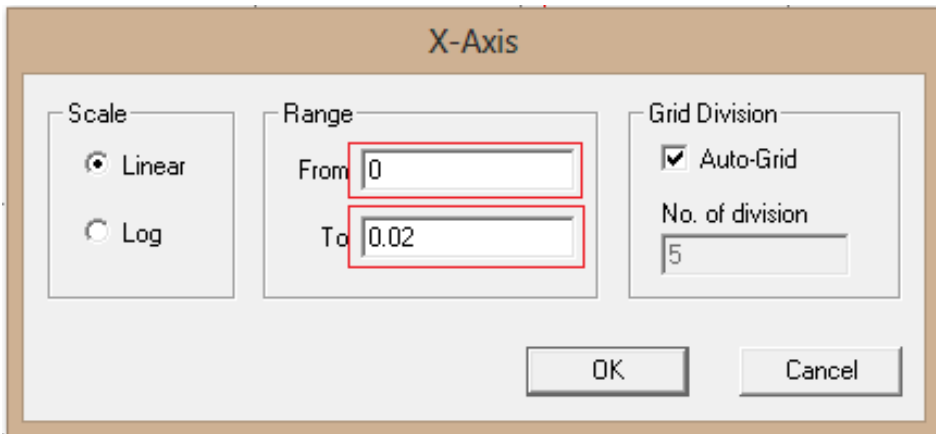 X-Axis
Scale
Linear
Log
Range
From 0
To 0.02
Grid Division
Auto-Grid
No. of division
5
OK
Cancel